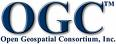 OGC™
Open Geospatial Consortium, Inc.